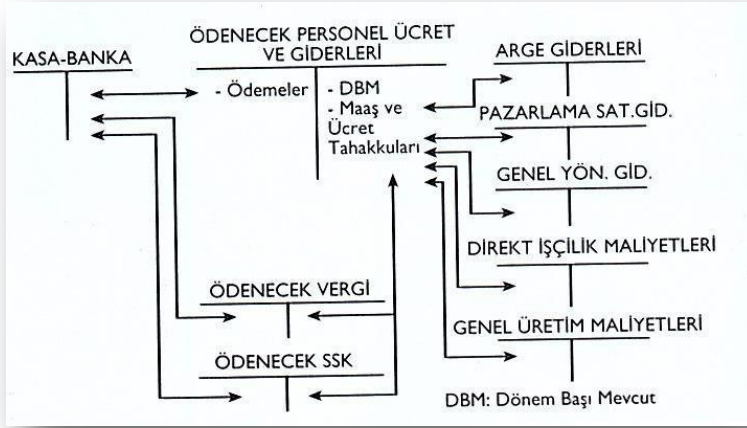 KASA-BANKA
ÖDENECEK PERSONEL ÜCRET
VE GİDERLERİ
- Ödemeler
- DBM
- Maaş ve
Ücret
Tahakkuları
ARGE GİDERLERİ
PAZARLAMA SAT.GİD.
GENEL YÖN. GİD.
DİREKT İŞÇİLİK MALİYETLERİ
GENEL ÜRETİM MALİYETLERİ
ÖDENECEK VERGİ
ÖDENECEK SSK
DBM: Dönem Başı Mevcut